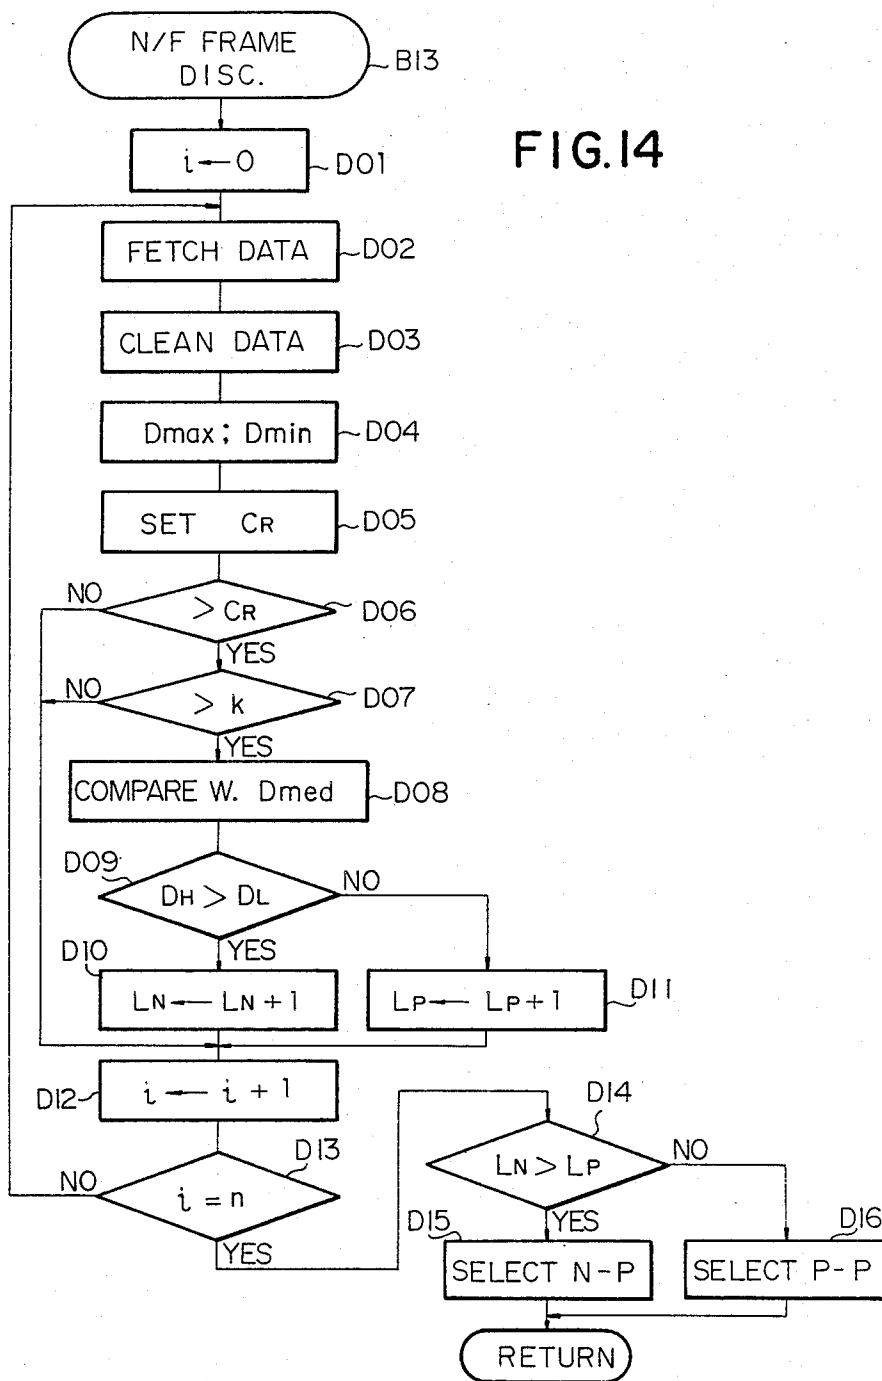 N/F FRAME
DISC.
B13
FIG.14
i ← 0
D01
FETCH DATA
D02
CLEAN DATA
D03
Dmax; Dmin
D04
SET CR
D05
NO
> CR
D06
YES
NO
> k
D07
YES
COMPARE W. Dmed
D08
D09
DH > DL
NO
YES
D10
LN ← LN + 1
LP ← LP + 1
D11
D12
i ← i + 1
D13
NO
i = n
YES
D14
LN > LP
NO
YES
D15
D16
SELECT N-P
SELECT P-P
RETURN